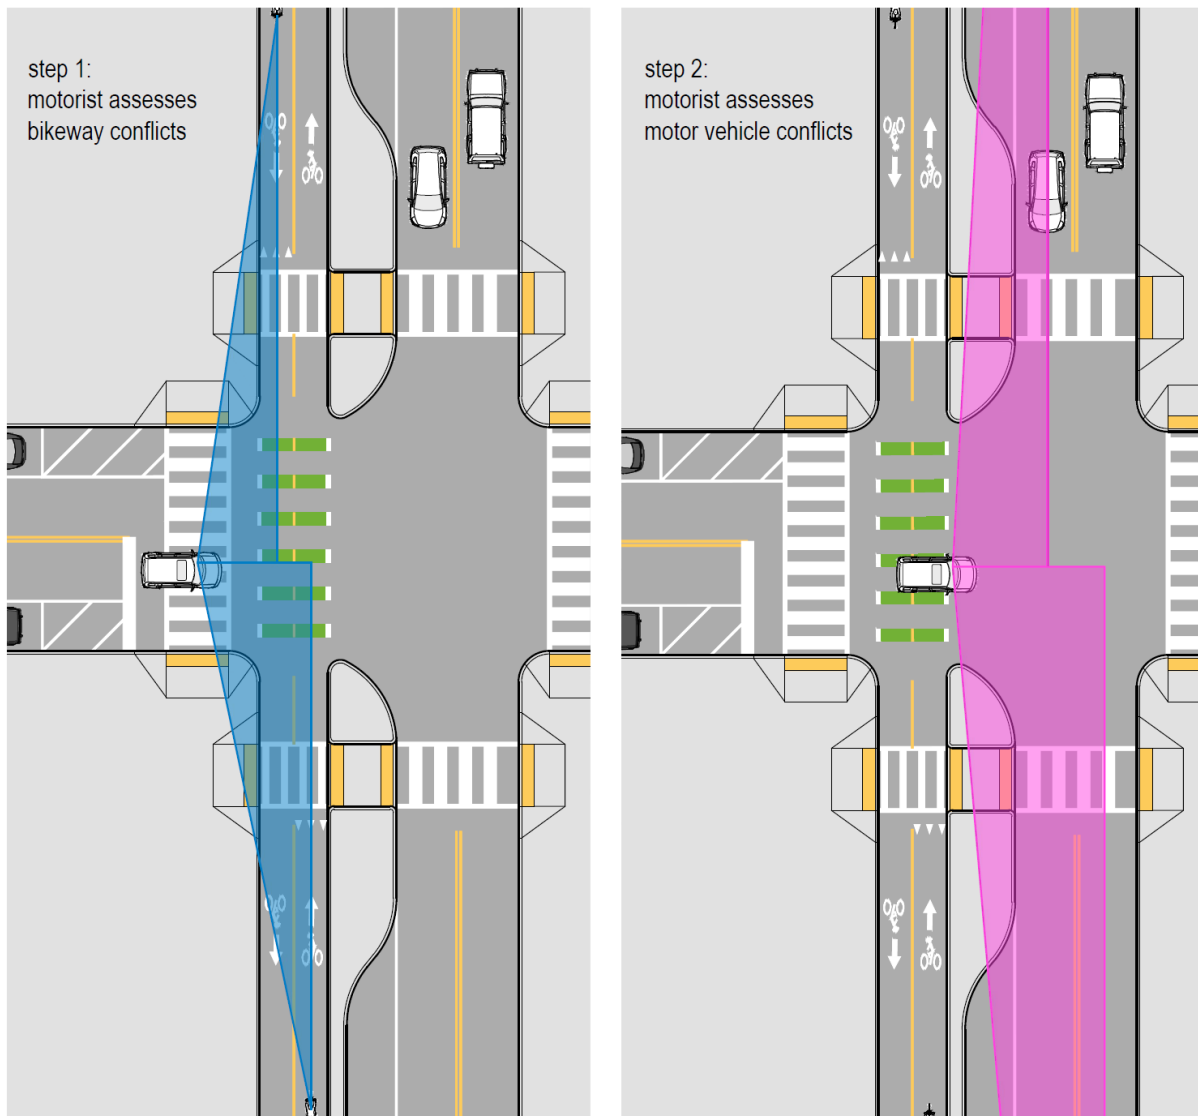 step 1:
motorist assesses
bikeway conflicts
step 2:
motorist assesses
motor vehicle conflicts